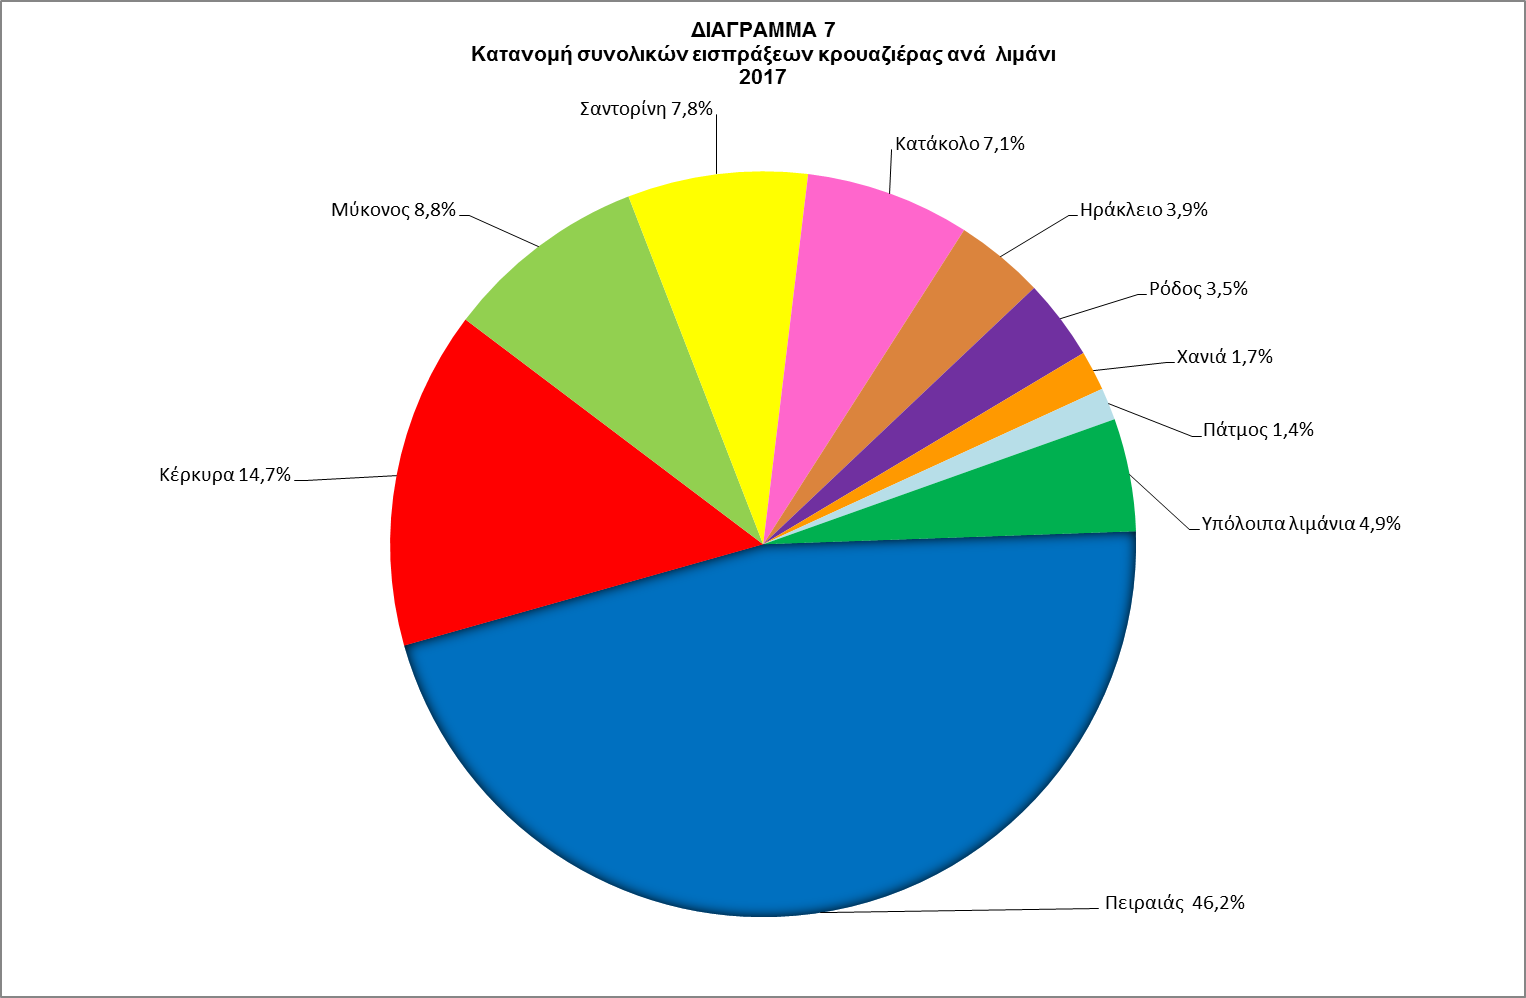 ΔΙΑΓΡΑΜΜΑ 7
Κατανομή συνολικών εισπράξεων κρουαζιέρας ανά λιμάνι
2017
Σαντορίνη 7,8%
Κατάκολο 7,1%
Μύκονος 8,8%
Ηράκλειο 3,9%
Ρόδος 3,5%
Χανιά 1,7%
Πάτμος 1,4%
Κέρκυρα 14,7%
Υπόλοιπα λιμάνια 4,9%
Πειραιάς 46,2%